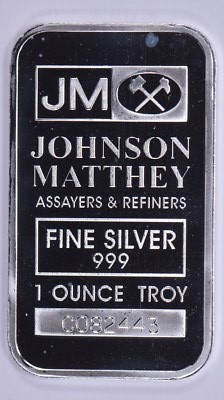 JM
JOHNSON
MATTHEY
ASSAYERS & REFINERS
FINE SILVER
999
1 OUNCE TROY
C082443